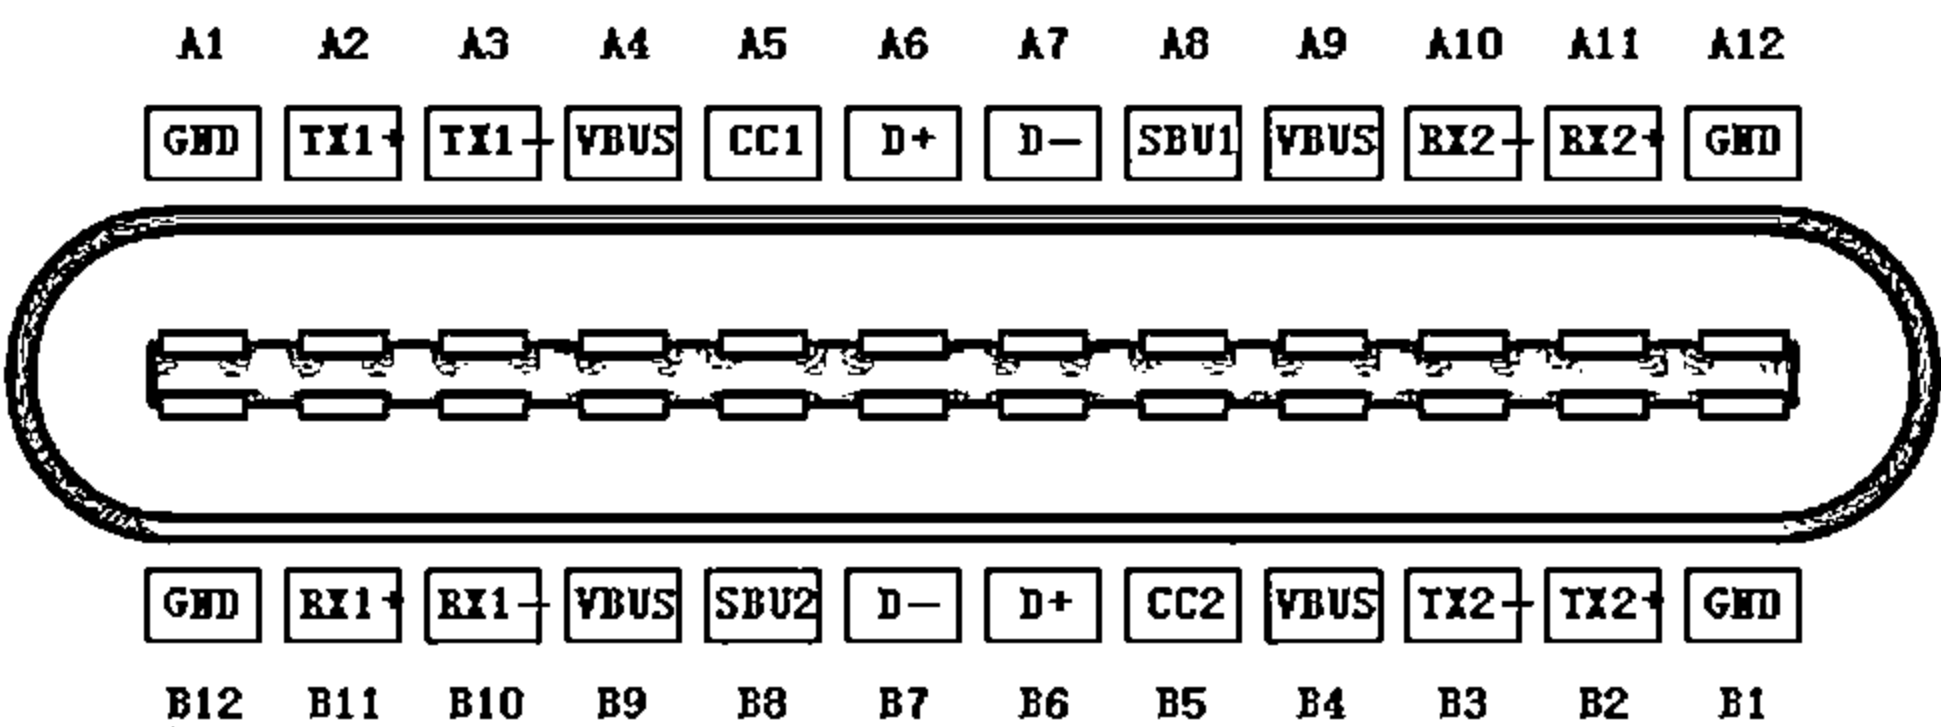 A1 A2 A3 A4 A5 A6 A7 A8 A9 A10 A11 A12
GND TX1+ TX1- VBUS CC1 D+ D- SBU1 VBUS RX2- RX2+ GND
GND RX1+ RX1- VBUS SBU2 D- D+ CC2 VBUS TX2- TX2+ GND
B12 B11 B10 B9 B8 B7 B6 B5 B4 B3 B2 B1